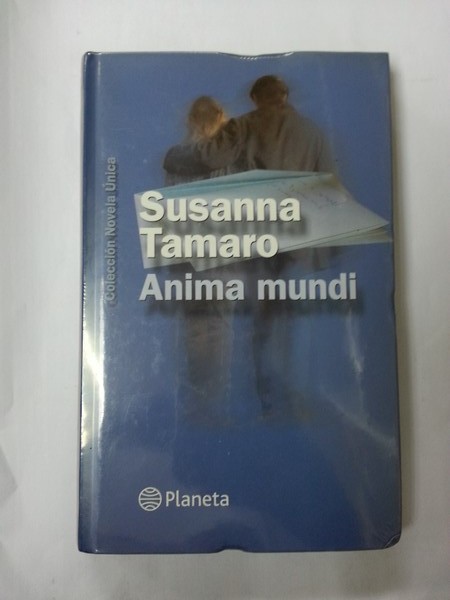 Colección Novela Única
Susanna
Tamaro
Anima mundi
Planeta